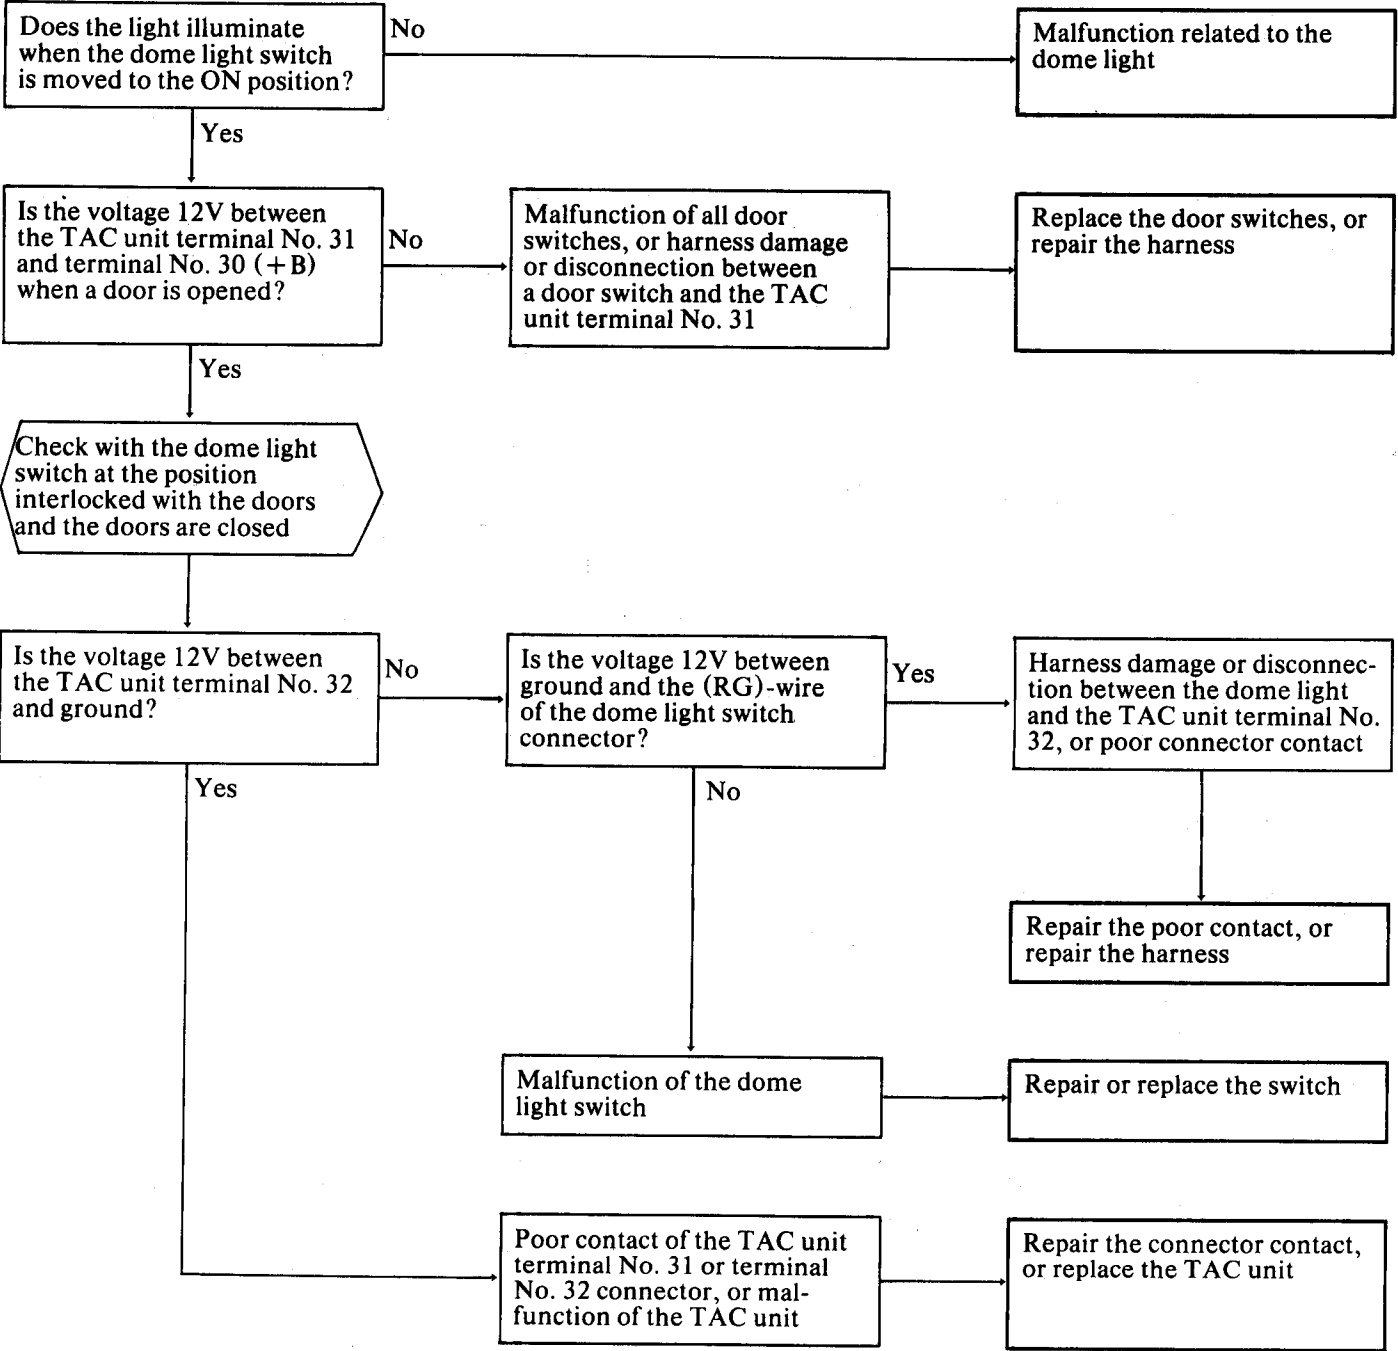 Does the light illuminate
when the dome light switch
is moved to the ON position?
No
Malfunction related to the
dome light
Yes
Is the voltage 12V between
the TAC unit terminal No. 31
and terminal No. 30 (+B)
when a door is opened?
No
Malfunction of all door
switches, or harness damage
or disconnection between
a door switch and the TAC
unit terminal No. 31
Replace the door switches, or
repair the harness
Yes
Check with the dome light
switch at the position
interlocked with the doors
and the doors are closed
Is the voltage 12V between
the TAC unit terminal No. 32
and ground?
No
Is the voltage 12V between
ground and the (RG)-wire
of the dome light switch
connector?
Yes
Harness damage or disconnec-
tion between the dome light
and the TAC unit terminal No.
32, or poor connector contact
Yes
No
Repair the poor contact, or
repair the harness
Malfunction of the dome
light switch
Repair or replace the switch
Poor contact of the TAC unit
terminal No. 31 or terminal
No. 32 connector, or mal-
function of the TAC unit
Repair the connector contact,
or replace the TAC unit